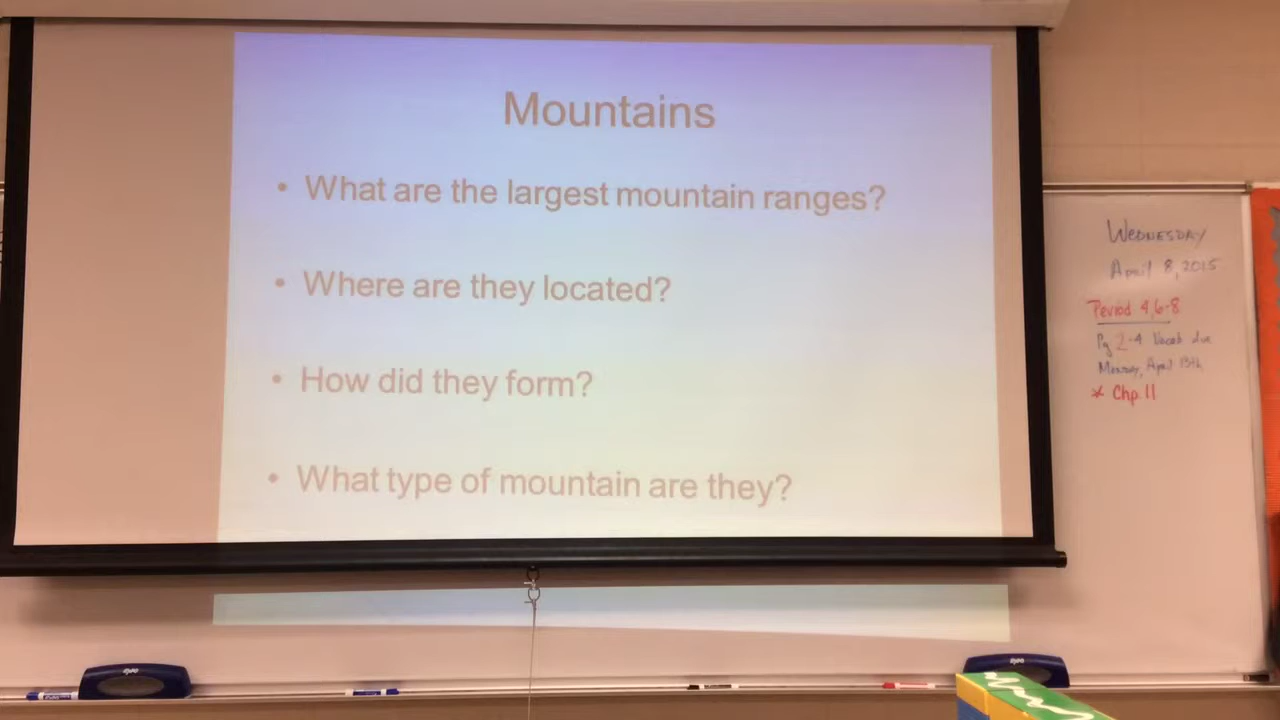 Mountains
• What are the largest mountain ranges?
• Where are they located?
• How did they form?
• What type of mountain are they?
Wednesday
April 8, 2015
Period 4,6-8
Pg 2-4 Vocab due
Monday, April 13th
* Chp. 11
EXPO
EXPO